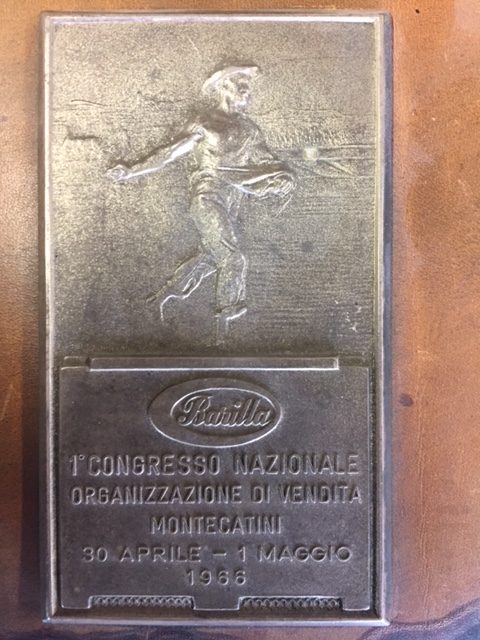 Barilla
1° CONGRESSO NAZIONALE
ORGANIZZAZIONE DI VENDITA
MONTECATINI
30 APRILE - 1 MAGGIO
1966